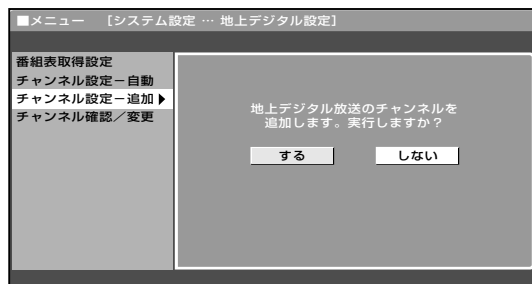 ■メニュー　[システム設定 … 地上デジタル設定]
番組表取得設定
チャンネル設定－自動
チャンネル設定－追加▶
チャンネル確認／変更
地上デジタル放送のチャンネルを
追加します。実行しますか？
する　しない